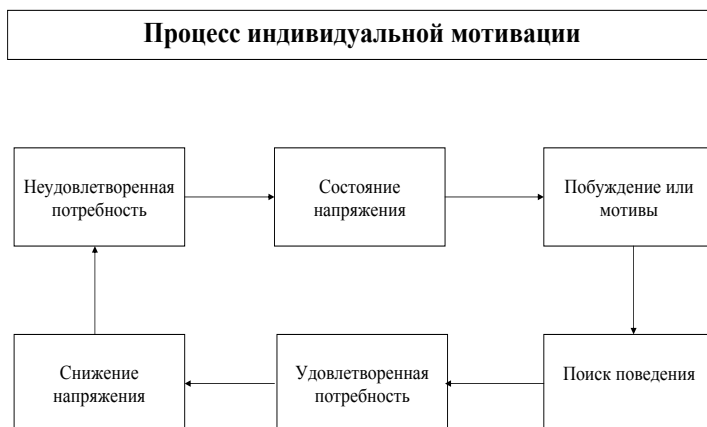 Процесс индивидуальной мотивации
Неудовлетворенная
потребность
Состояние
напряжения
Побуждение или
мотивы
Снижение
напряжения
Удовлетворенная
потребность
Поиск поведения